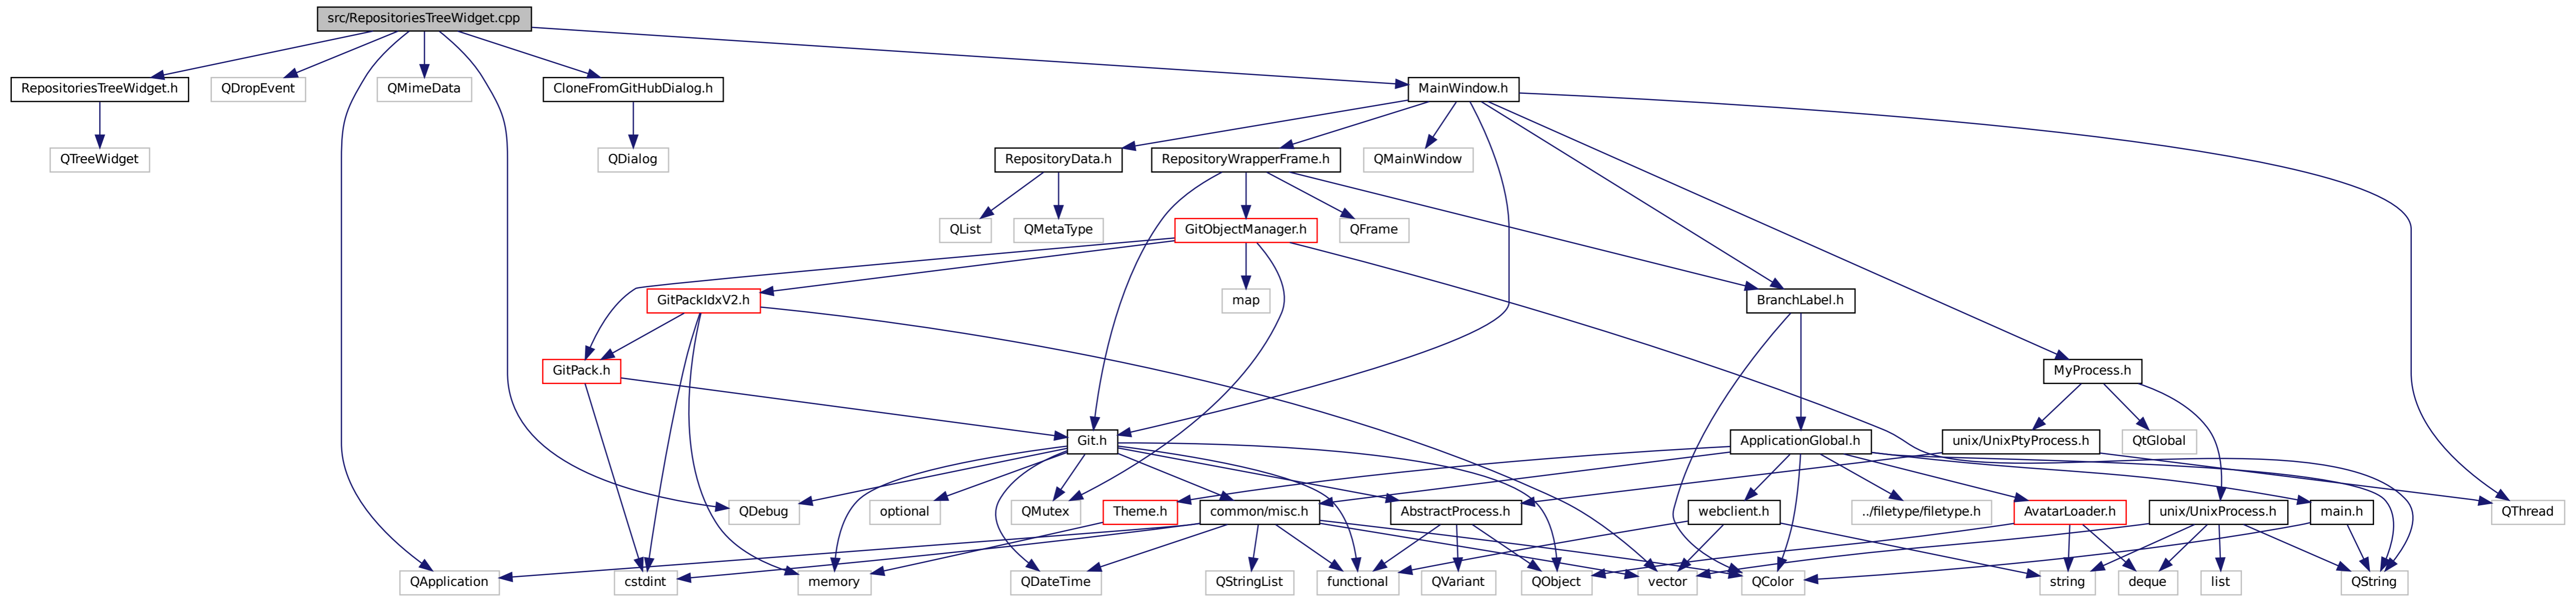 src/RepositoriesTreeWidget.cpp
RepositoriesTreeWidget.h
QDropEvent
QMimeData
CloneFromGitHubDialog.h
MainWindow.h
QTreeWidget
QDialog
RepositoryData.h
RepositoryWrapperFrame.h
QMainWindow
QList
QMetaType
GitObjectManager.h
QFrame
GitPackIdxV2.h
map
BranchLabel.h
GitPack.h
MyProcess.h
Git.h
ApplicationGlobal.h
unix/UnixPtyProcess.h
QtGlobal
QDebug
optional
QMutex
Theme.h
common/misc.h
AbstractProcess.h
webclient.h
../filetype/filetype.h
AvatarLoader.h
unix/UnixProcess.h
main.h
QThread
QApplication
cstdint
memory
QDateTime
QStringList
functional
QVariant
QObject
vector
QColor
string
deque
list
QString